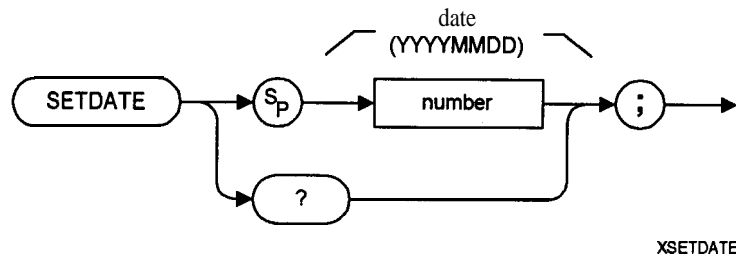 date
(YYYYMMDD)
SETDATE
SP
number
;
?
XSETDATE